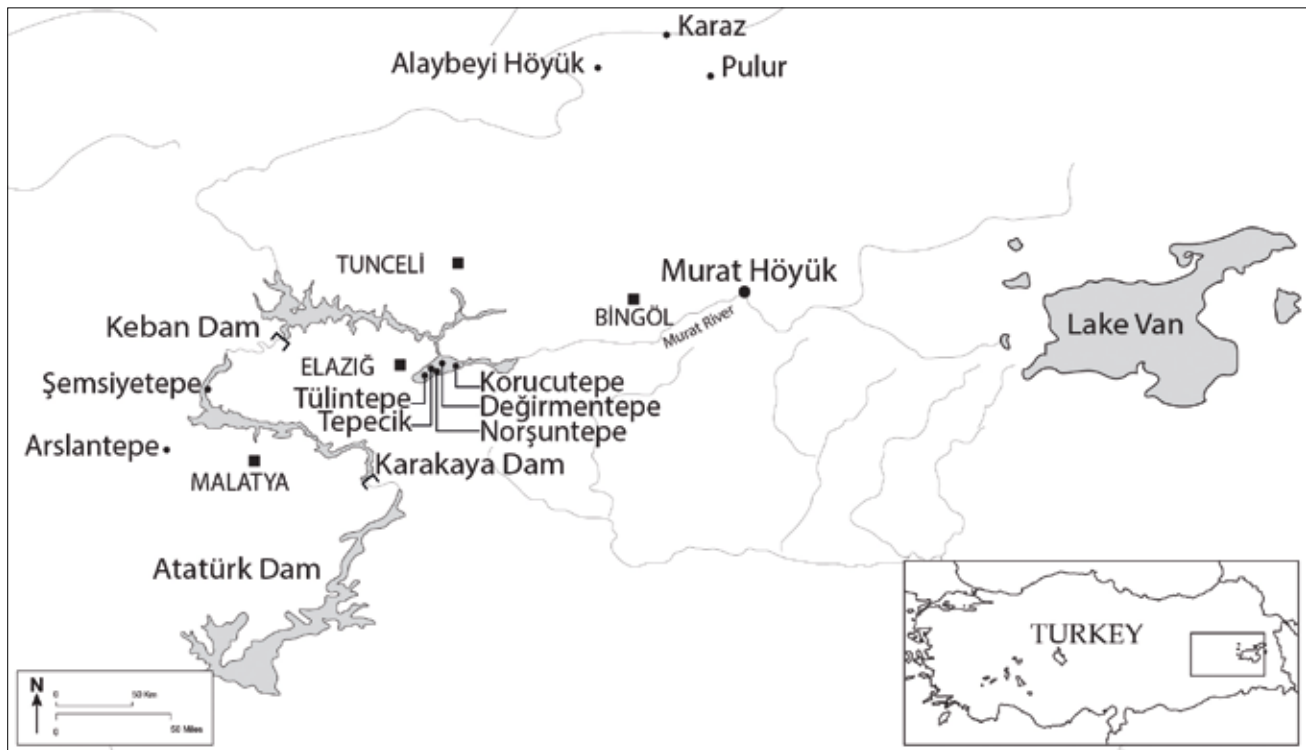 Karaz
Alaybeyi Höyük
Pulur
TUNCELİ
Murat Höyük
BİNGÖL
Murat River
Lake Van
Keban Dam
ELAZIĞ
Şemsiyetepe
Korucutepe
Tülintepe
Değirmentepe
Tepecik
Norşuntepe
Arslantepe
MALATYA
Karakaya Dam
Atatürk Dam
TURKEY
N
0 50 Km
0 50 Miles